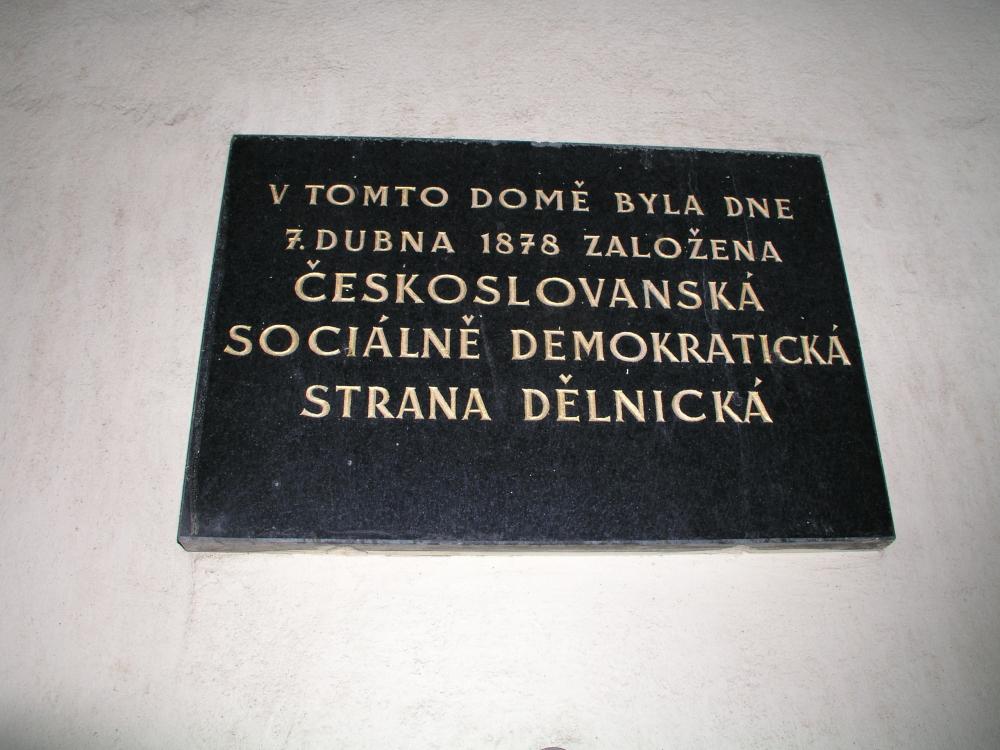 V TOMTO DOMĚ BYLA DNE
7. DUBNA 1878 ZALOŽENA
ČESKOSLOVANSKÁ
SOCIÁLNĚ DEMOKRATICKÁ
STRANA DĚLNICKÁ